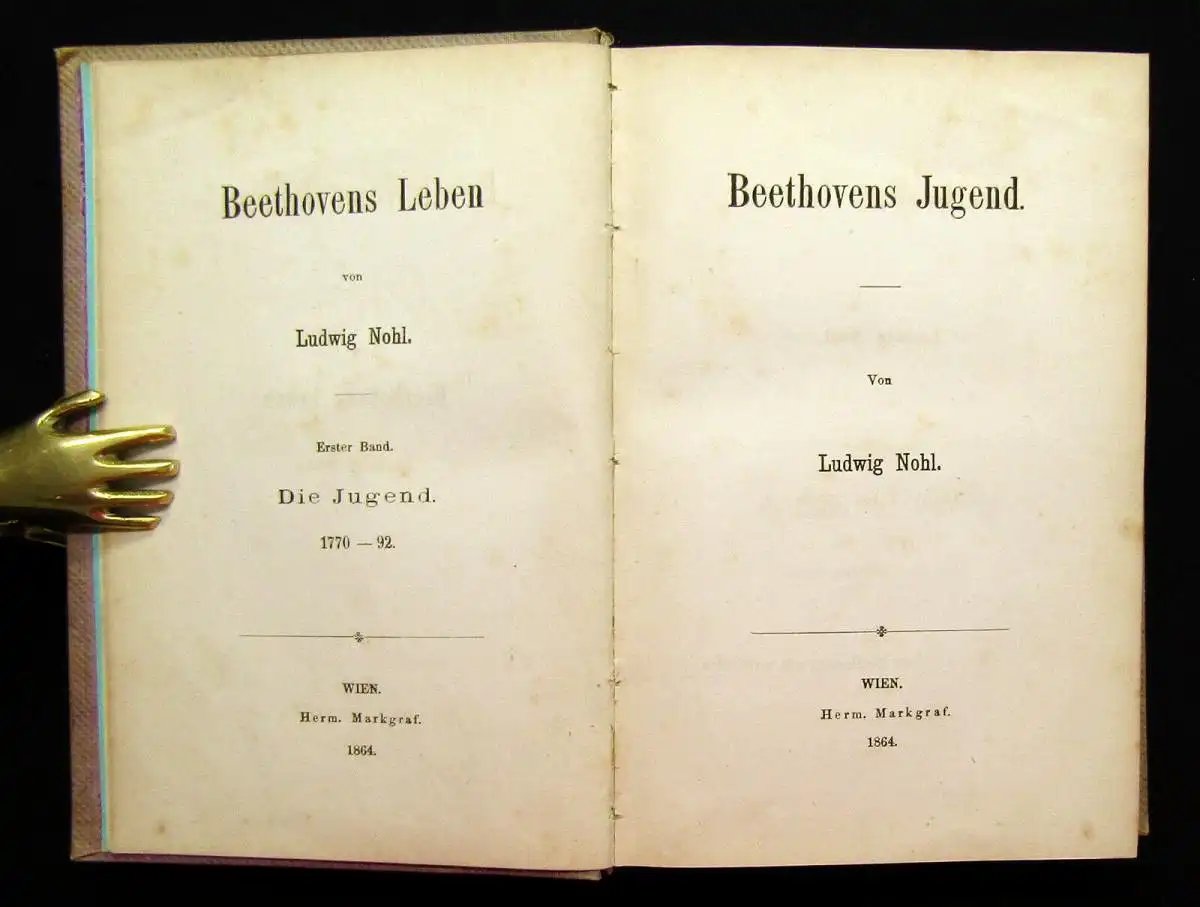 Beethovens Leben
von
Ludwig Nohl.
Erster Band.
Die Jugend.
1770 — 92.
WIEN.
Herm. Markgraf.
1864.
Beethovens Jugend.
Von
Ludwig Nohl.
WIEN.
Herm. Markgraf.
1864.